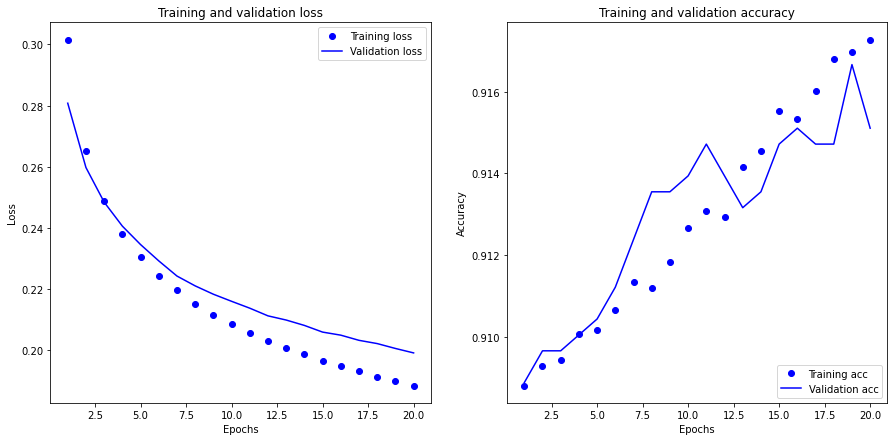 Training and validation loss
Training loss
Validation loss
0.30
0.28
0.26
0.24
0.22
0.20
Loss
2.5 5.0 7.5 10.0 12.5 15.0 17.5 20.0
Epochs
Training and validation accuracy
0.916
0.914
0.912
0.910
Accuracy
Training acc
Validation acc
2.5 5.0 7.5 10.0 12.5 15.0 17.5 20.0
Epochs